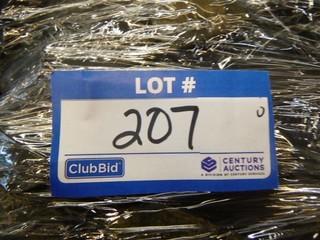 LOT #
207
ClubBid
CENTURY
AUCTIONS
A DIVISION OF CENTURY SERVICES